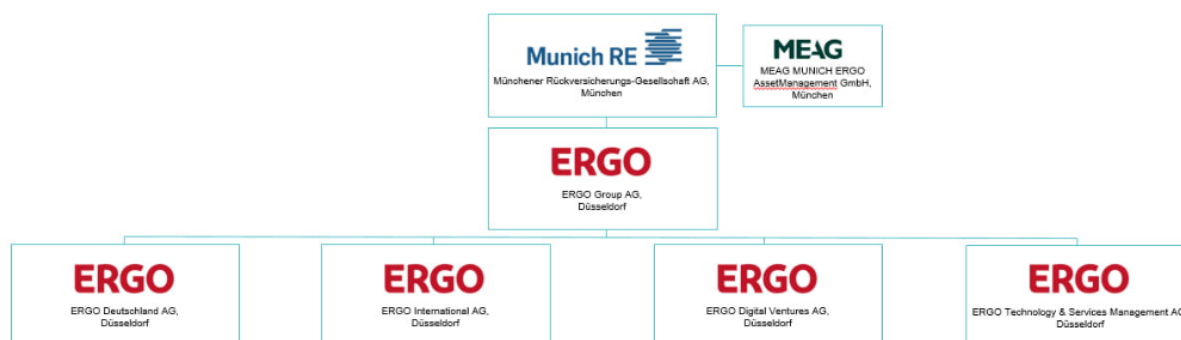 Munich RE
Münchener Rückversicherungs-Gesellschaft AG,
München
MEAG
MEAG MUNICH ERGO
AssetManagement GmbH,
München
ERGO
ERGO Group AG,
Düsseldorf
ERGO
ERGO Deutschland AG,
Düsseldorf
ERGO
ERGO International AG,
Düsseldorf
ERGO
ERGO Digital Ventures AG,
Düsseldorf
ERGO
ERGO Technology & Services Management AG
Düsseldorf